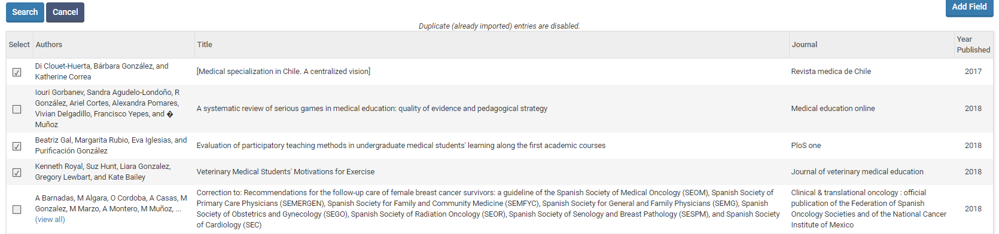 Search Cancel Add Field
Duplicate (already imported) entries are disabled.
Select Authors Title Journal Year Published
Di Clouet-Huerta, Bárbara González, and
Katherine Correa
[Medical specialization in Chile. A centralized vision]
Revista medica de Chile
2017
Iouri Gorbanev, Sandra Agudelo-Londoño, R
González, Ariel Cortes, Alexandra Pomares,
Vivian Delgadillo, Francisco Yepes, and �
Muñoz
A systematic review of serious games in medical education: quality of evidence and pedagogical strategy
Medical education online
2018
Beatriz Gal, Margarita Rubio, Eva Iglesias, and
Purificación González
Evaluation of participatory teaching methods in undergraduate medical students' learning along the first academic courses
PloS one
2018
Kenneth Royal, Suz Hunt, Liara Gonzalez,
Gregory Lewbart, and Kate Bailey
Veterinary Medical Students' Motivations for Exercise
Journal of veterinary medical education
2018
A Barnadas, M Algara, O Cordoba, A Casas, M
Gonzalez, M Marzo, A Montero, M Muñoz, ...
(view all)
Correction to: Recommendations for the follow-up care of female breast cancer survivors: a guideline of the Spanish Society of Medical Oncology (SEOM), Spanish Society of
Primary Care Physicians (SEMERGEN), Spanish Society for Family and Community Medicine (SEMFYC), Spanish Society for General and Family Physicians (SEMG), Spanish
Society of Obstetrics and Gynecology (SEGO), Spanish Society of Radiation Oncology (SEOR), Spanish Society of Senology and Breast Pathology (SESPM), and Spanish Society
of Cardiology (SEC)
Clinical & translational oncology : official
publication of the Federation of Spanish
Oncology Societies and of the National Cancer
Institute of Mexico
2018